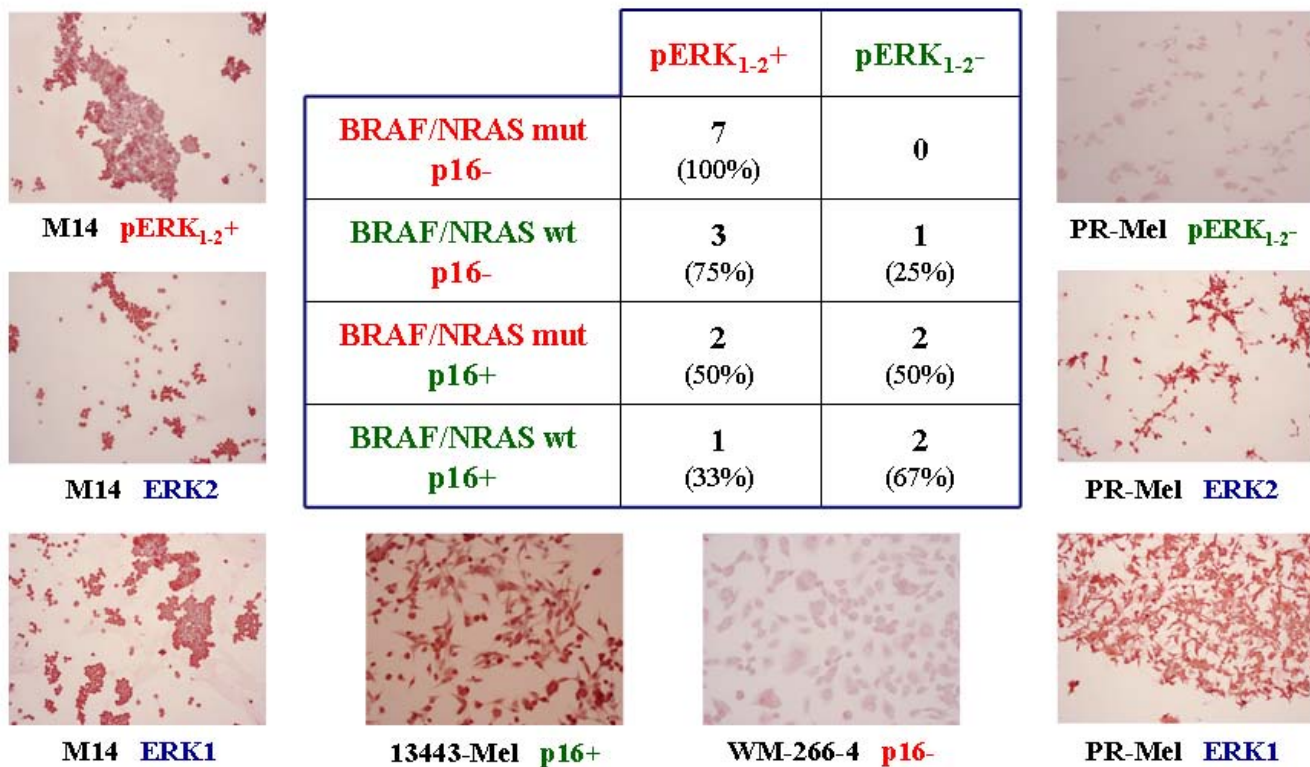 pERK1-2+ pERK1-2-
BRAF/NRAS mut
p16-
7
(100%)
0
BRAF/NRAS wt
p16-
3
(75%)
1
(25%)
BRAF/NRAS mut
p16+
2
(50%)
2
(50%)
BRAF/NRAS wt
p16+
1
(33%)
2
(67%)
M14 pERK1-2+
PR-Mel pERK1-2-
M14 ERK2
PR-Mel ERK2
M14 ERK1
13443-Mel p16+
WM-266-4 p16-
PR-Mel ERK1